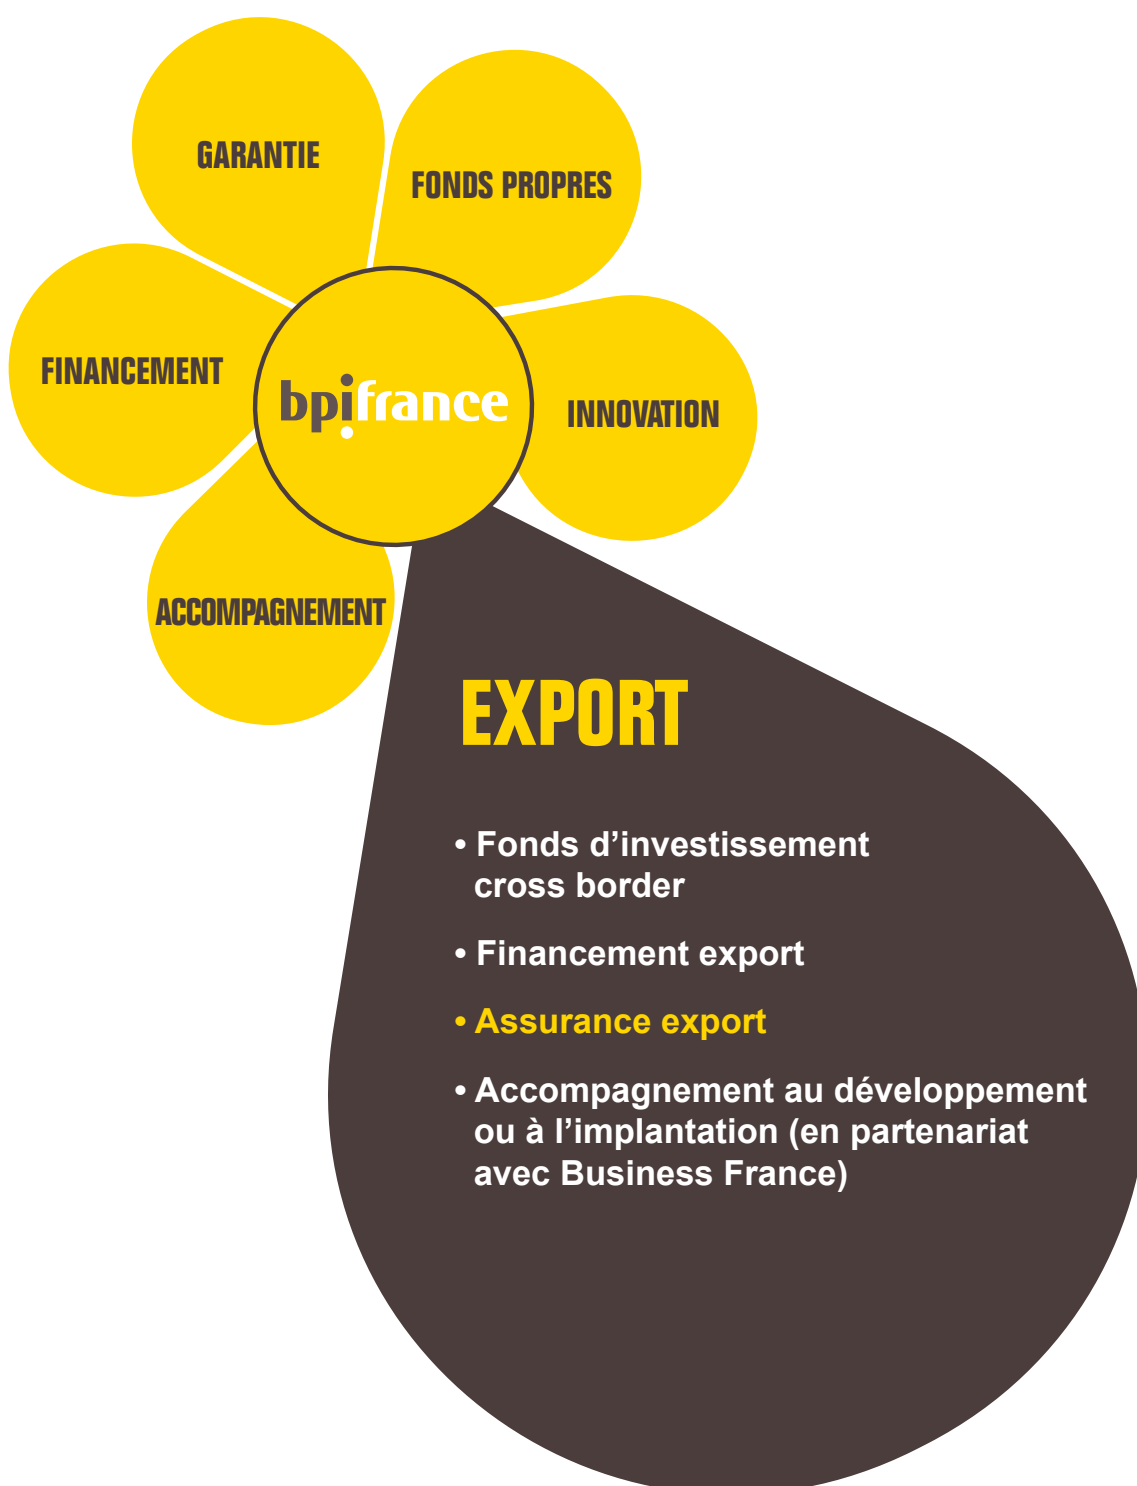 GARANTIE
FONDS PROPRES
FINANCEMENT
bpifrance
INNOVATION
ACCOMPAGNEMENT
EXPORT
• Fonds d’investissement
cross border
• Financement export
• Assurance export
• Accompagnement au développement
ou à l’implantation (en partenariat
avec Business France)